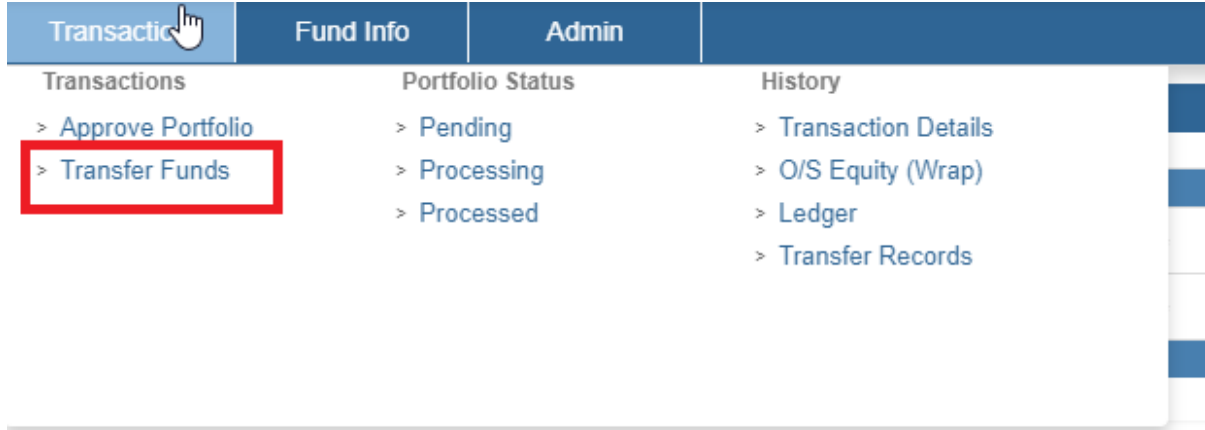 Fund Info
Admin
Transactions
> Approve Portfolio
> Transfer Funds
Portfolio Status
> Pending
> Processing
> Processed
History
> Transaction Details
> O/S Equity (Wrap)
> Ledger
> Transfer Records